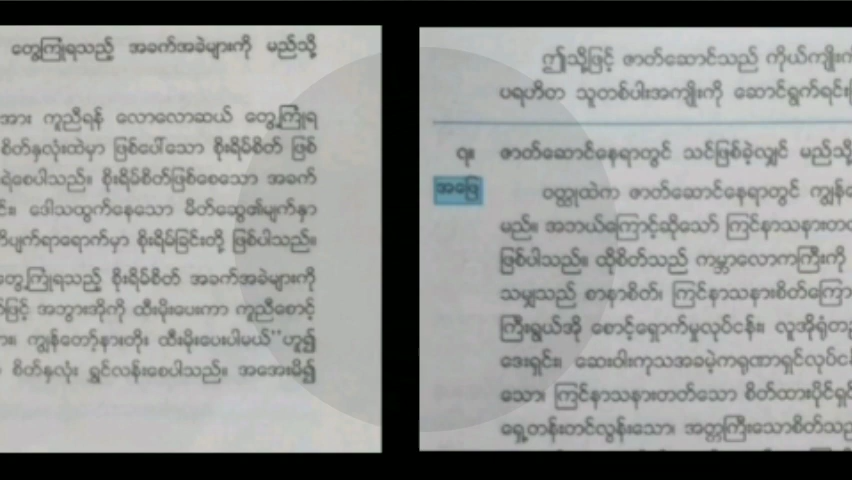 တွေ့ကြုံရသည့် အခက်အခဲများကို မည်သို့
အား ကူညီရန် လောလောဆယ် တွေ့ကြုံရ
စိတ်နှလုံးထဲမှာ ဖြစ်ပေါ်သော စိုးရိမ်စိတ် ဖြစ်
ရဲစေပါသည်။ စိုးရိမ်စိတ်ဖြစ်စေသော အခက်
ဒေါသထွက်နေသော မိတ်ဆွေ၏မျက်နှာ
ပျက်ရာရောက်မှာ စိုးရိမ်ခြင်းတို့ ဖြစ်ပါသည်။
တွေ့ကြုံရသည့် စိုးရိမ်စိတ် အခက်အခဲများကို
ဖြင့် အဘွားအိုကို ထီးမိုးပေးကာ ကူညီစောင့်
ကျွန်တော့်နားတိုး ထီးမိုးပေးပါမယ်"ဟူ၍
စိတ်နှလုံး ရွှင်လန်းစေပါသည်။ အအေးမိ၍
ဤသို့ဖြင့် ဇာတ်ဆောင်သည် ကိုယ်ကျိုး
ပရဟိတ သူတစ်ပါးအကျိုးကို ဆောင်ရွက်ရင်း
၇။ ဇာတ်ဆောင်နေရာတွင် သင်ဖြစ်ခဲ့လျှင် မည်သို့
အဖြေ ဝတ္ထုထဲက ဇာတ်ဆောင်နေရာတွင် ကျွန်
မည်။ အဘယ်ကြောင့်ဆိုသော် ကြင်နာသနားတ
ဖြစ်ပါသည်။ ထိုစိတ်သည် ကမ္ဘာလောကကြီးကို
သမျှသည် စာနာစိတ်၊ ကြင်နာသနားစိတ်ကြော
ကြီးရွယ်အို စောင့်ရှောက်မှုလုပ်ငန်း၊ လူအိုရုံတ
ဒေးရှင်း၊ ဆေးဝါးကုသအခမဲ့ကရုဏာရှင်လုပ်င
သော၊ ကြင်နာသနားတတ်သော စိတ်ထားပိုင်ရှင်
ရှေ့တန်းတင်လွန်းသော၊ အတ္တကြီးသောစိတ်သ